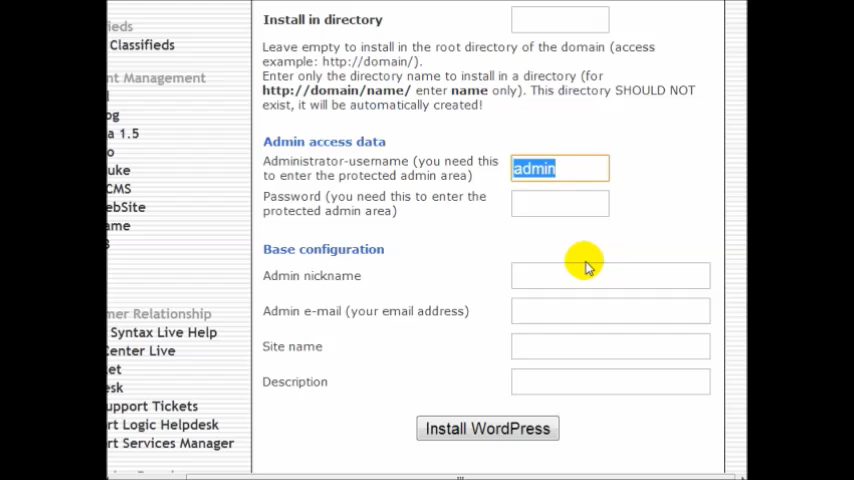 Install in directory
Leave empty to install in the root directory of the domain (access
example: http://domain/).
Enter only the directory name to install in a directory (for
http://domain/name/ enter name only). This directory SHOULD NOT
exist, it will be automatically created!
Admin access data
Administrator-username (you need this
to enter the protected admin area)
admin
Password (you need this to enter the
protected admin area)
Base configuration
Admin nickname
Admin e-mail (your email address)
Site name
Description
Install WordPress
ieds
Classifieds
nt Management
og
a 1.5
o
uke
CMS
ebSite
ame
mer Relationship
Syntax Live Help
Center Live
et
esk
upport Tickets
rt Logic Helpdesk
rt Services Manager